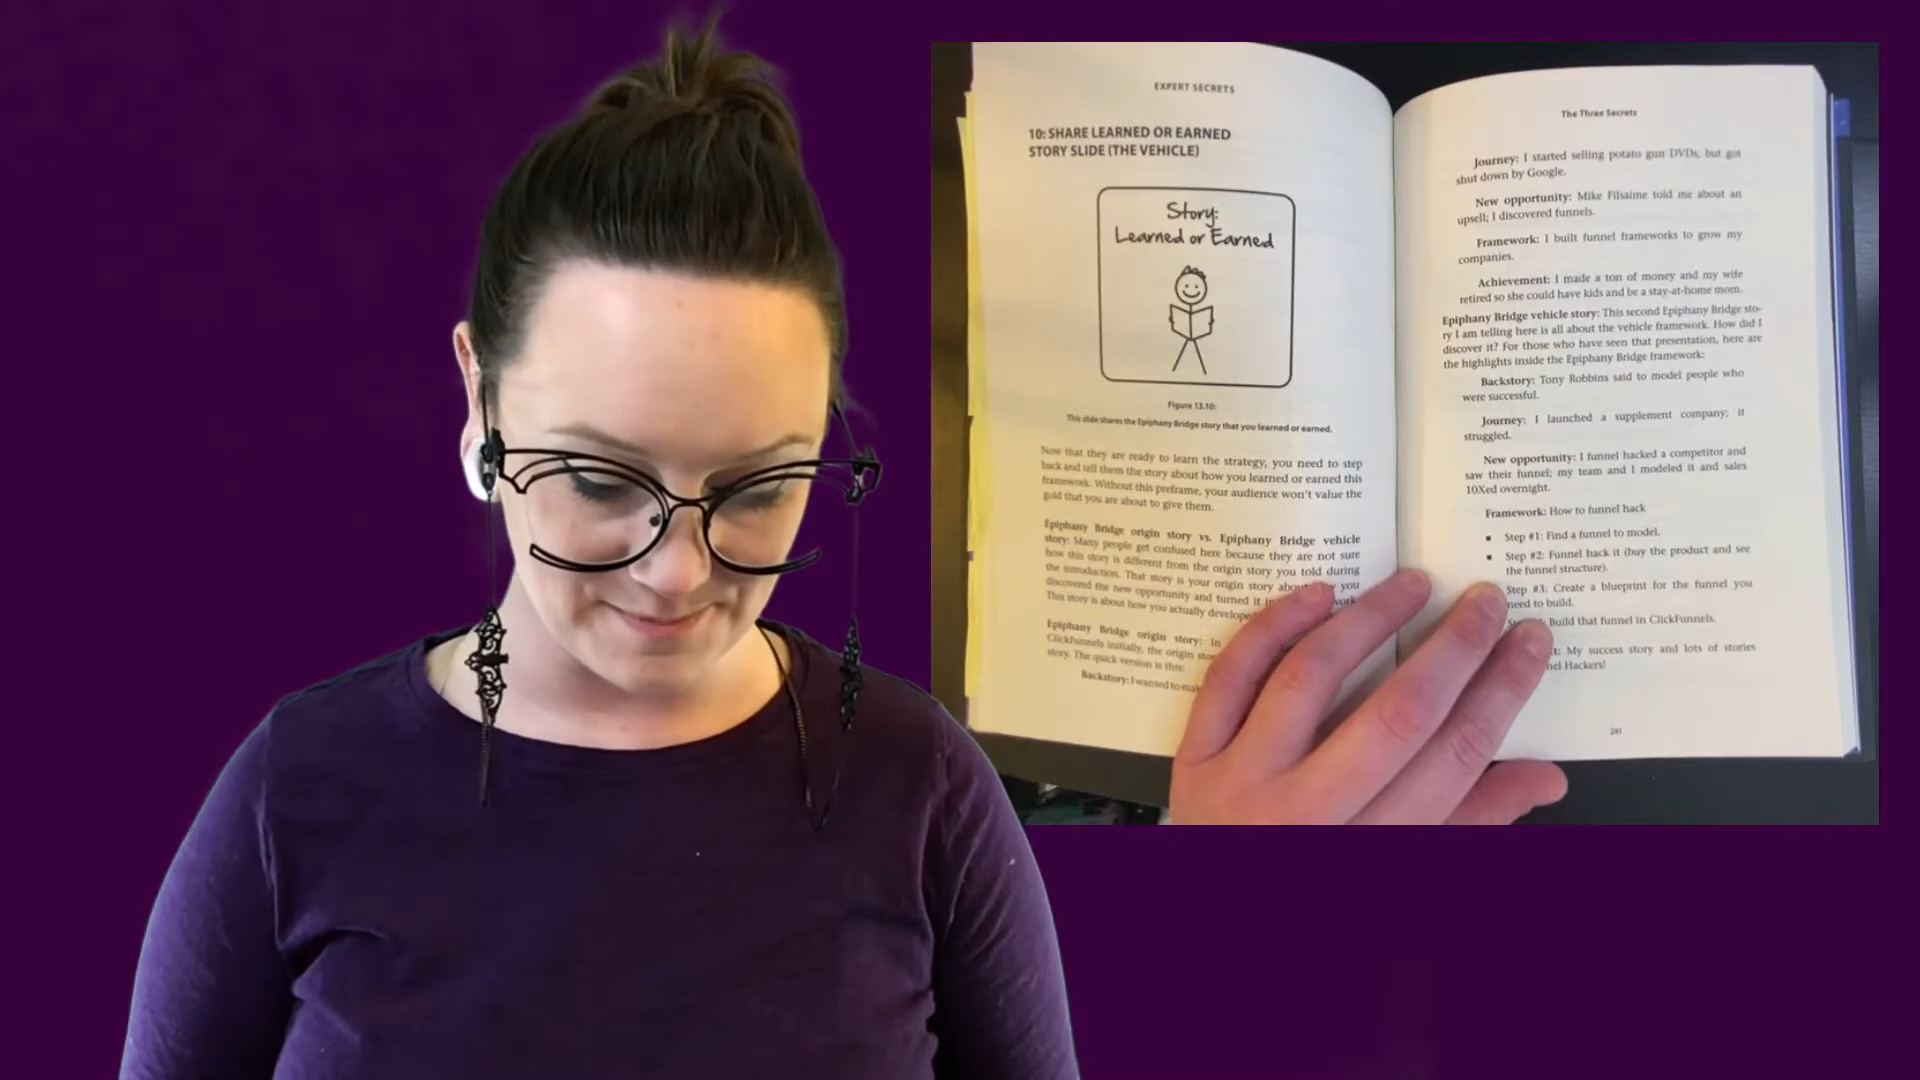 EXPERT SECRETS
10: SHARE LEARNED OR EARNED
STORY SLIDE (THE VEHICLE)
Story:
Learned or Earned
Figure 13.10:
This slide shares the Epiphany Bridge story that you learned or earned.
Now that they are ready to learn the strategy, you need to step
back and tell them the story about how you learned or earned this
framework. Without this preframe, your audience won't value the
gold that you are about to give them.
Epiphany Bridge origin story vs. Epiphany Bridge vehicle
story: Many people get confused here because they are not sure
how this story is different from the origin story you told during
the introduction. That story is your origin story about you
discovered the new opportunity and turned it
This story is about how you actually developed
Epiphany Bridge origin story: In
ClickFunnels initially, the origin
story. The quick version is this:
Backstory: I wanted to
The Three Secrets
Journey: I started selling potato gun DVDs, but got
shut down by Google.
New opportunity: Mike Filsaime told me about an
upsell; I discovered funnels.
Framework: I built funnel frameworks to grow my
companies.
Achievement: I made a ton of money and my wife
retired so she could have kids and be a stay-at-home mom.
Epiphany Bridge vehicle story: This second Epiphany Bridge sto-
ry I am telling here is all about the vehicle framework. How did I
discover it? For those who have seen that presentation, here are
the highlights inside the Epiphany Bridge framework:
Backstory: Tony Robbins said to model people who
were successful.
Journey: I launched a supplement company; it
struggled.
New opportunity: I funnel hacked a competitor and
saw their funnel; my team and I modeled it and sales
10Xed overnight.
Framework: How to funnel hack
▪ Step #1: Find a funnel to model.
▪ Step #2: Funnel hack it (buy the product and see
the funnel structure).
Step #3: Create a blueprint for the funnel you
need to build.
Build that funnel in ClickFunnels.
My success story and lots of stories
Hackers!
241